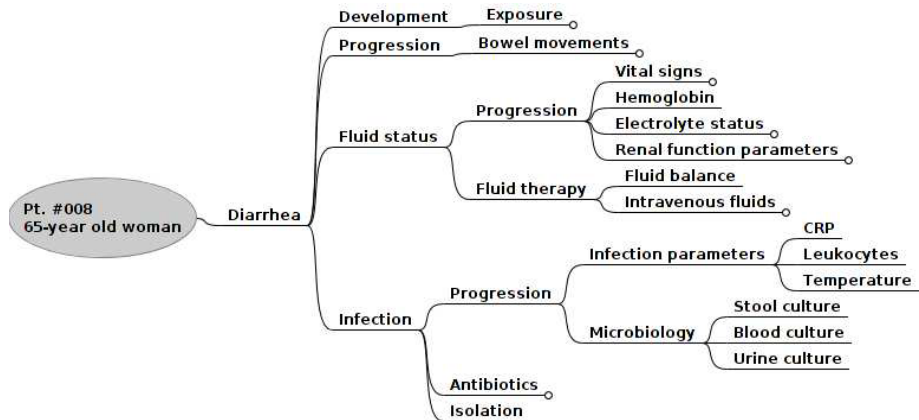 Development
Exposure
Progression
Bowel movements
Vital signs
Progression
Hemoglobin
Fluid status
Electrolyte status
Renal function parameters
Fluid therapy
Fluid balance
Intravenous fluids
Pt. #008
65-year old woman
Diarrhea
CRP
Infection parameters
Leukocytes
Temperature
Progression
Infection
Stool culture
Microbiology
Blood culture
Urine culture
Antibiotics
Isolation